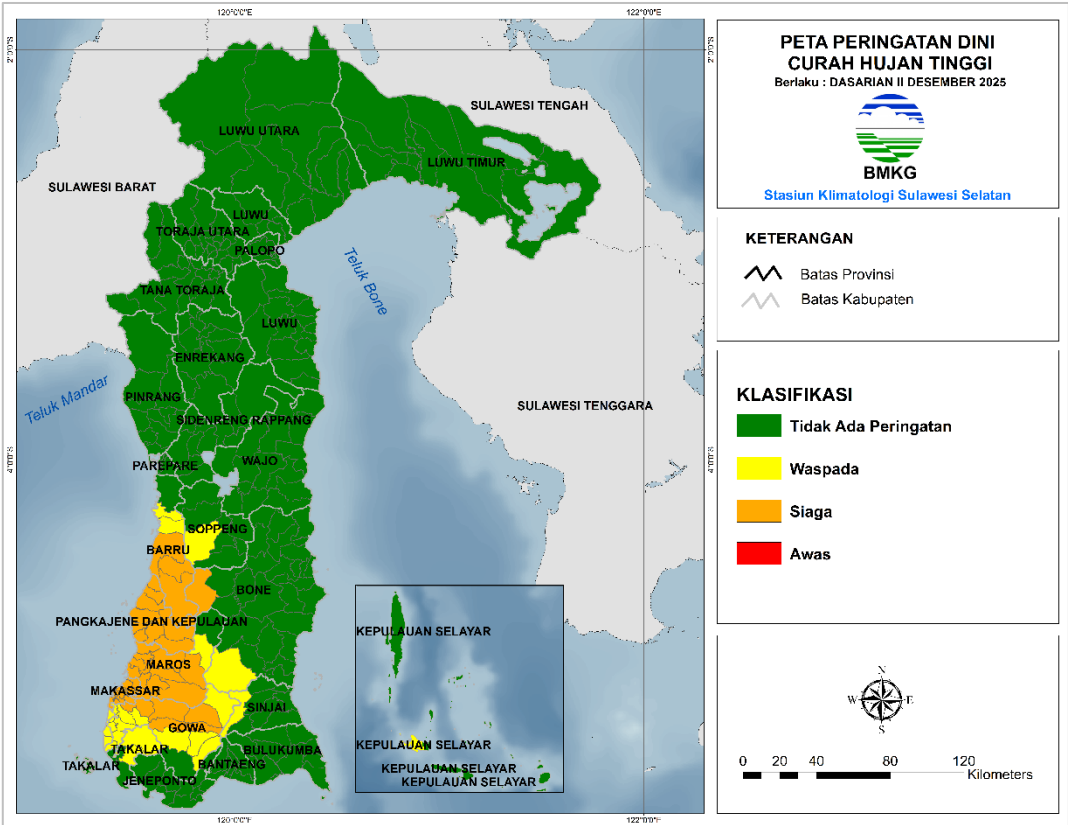 120°0'0"E
122°0'0"E
2°0'0"S
2°0'0"S
SULAWESI TENGAH
LUWU UTARA
LUWU TIMUR
SULAWESI BARAT
LUWU
TORAJA UTARA
PALOPO
Teluk Bone
TANA TORAJA
LUWU
ENREKANG
Teluk Mandar
PINRANG
SULAWESI TENGGARA
SIDENRENG RAPPANG
WAJO
PAREPARE
4°0'0"S
4°0'0"S
SOPPENG
BARRU
BONE
PANGKAJENE DAN KEPULAUAN
KEPULAUAN SELAYAR
MAROS
MAKASSAR
SINJAI
GOWA
TAKALAR
BULUKUMBA
KEPULAUAN SELAYAR
TAKALAR
BANTAENG
KEPULAUAN SELAYAR
JENEPONTO
KEPULAUAN SELAYAR
120°0'0"E
122°0'0"E
PETA PERINGATAN DINI
CURAH HUJAN TINGGI
Berlaku : DASARIAN II DESEMBER 2025
BMKG
Stasiun Klimatologi Sulawesi Selatan
KETERANGAN
Batas Provinsi
Batas Kabupaten
KLASIFIKASI
Tidak Ada Peringatan
Waspada
Siaga
Awas
N
W E
S
0 20 40 80 120
Kilometers